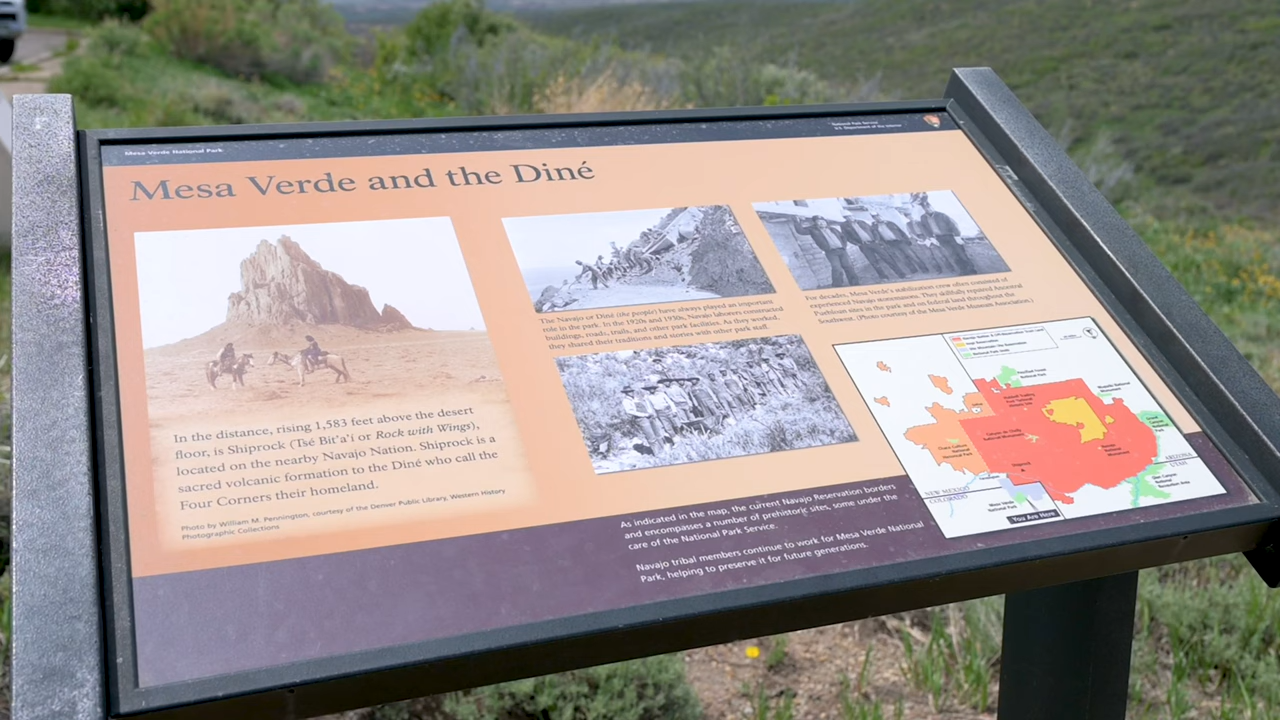 Mesa Verde National Park
National Park Service
U.S. Department of the Interior
Mesa Verde and the Diné
In the distance, rising 1,583 feet above the desert
floor, is Shiprock (Tsé Bit'a'í or Rock with Wings),
located on the nearby Navajo Nation. Shiprock is a
sacred volcanic formation to the Diné who call the
Four Corners their homeland.
Photo by William M. Pennington, courtesy of the Denver Public Library, Western History
Photographic Collections
The Navajo or Diné (the people) have always played an important
role in the park. In the 1920s and 1930s, Navajo laborers constructed
buildings, roads, trails, and other park facilities. As they worked,
they shared their traditions and stories with other park staff.
For decades, Mesa Verde's stabilization crew often consisted of
experienced Navajo stonemasons. They skillfully repaired Ancestral
Puebloan sites in the park and on federal land throughout the
Southwest. (Photo courtesy of the Mesa Verde Museum Association.)
As indicated in the map, the current Navajo Reservation borders
and encompasses a number of prehistoric sites, some under the
care of the National Park Service.
Navajo tribal members continue to work for Mesa Verde National
Park, helping to preserve it for future generations.
ARIZONA
UTAH
NEW MEXICO
COLORADO
Mesa Verde
National Park
You Are Here